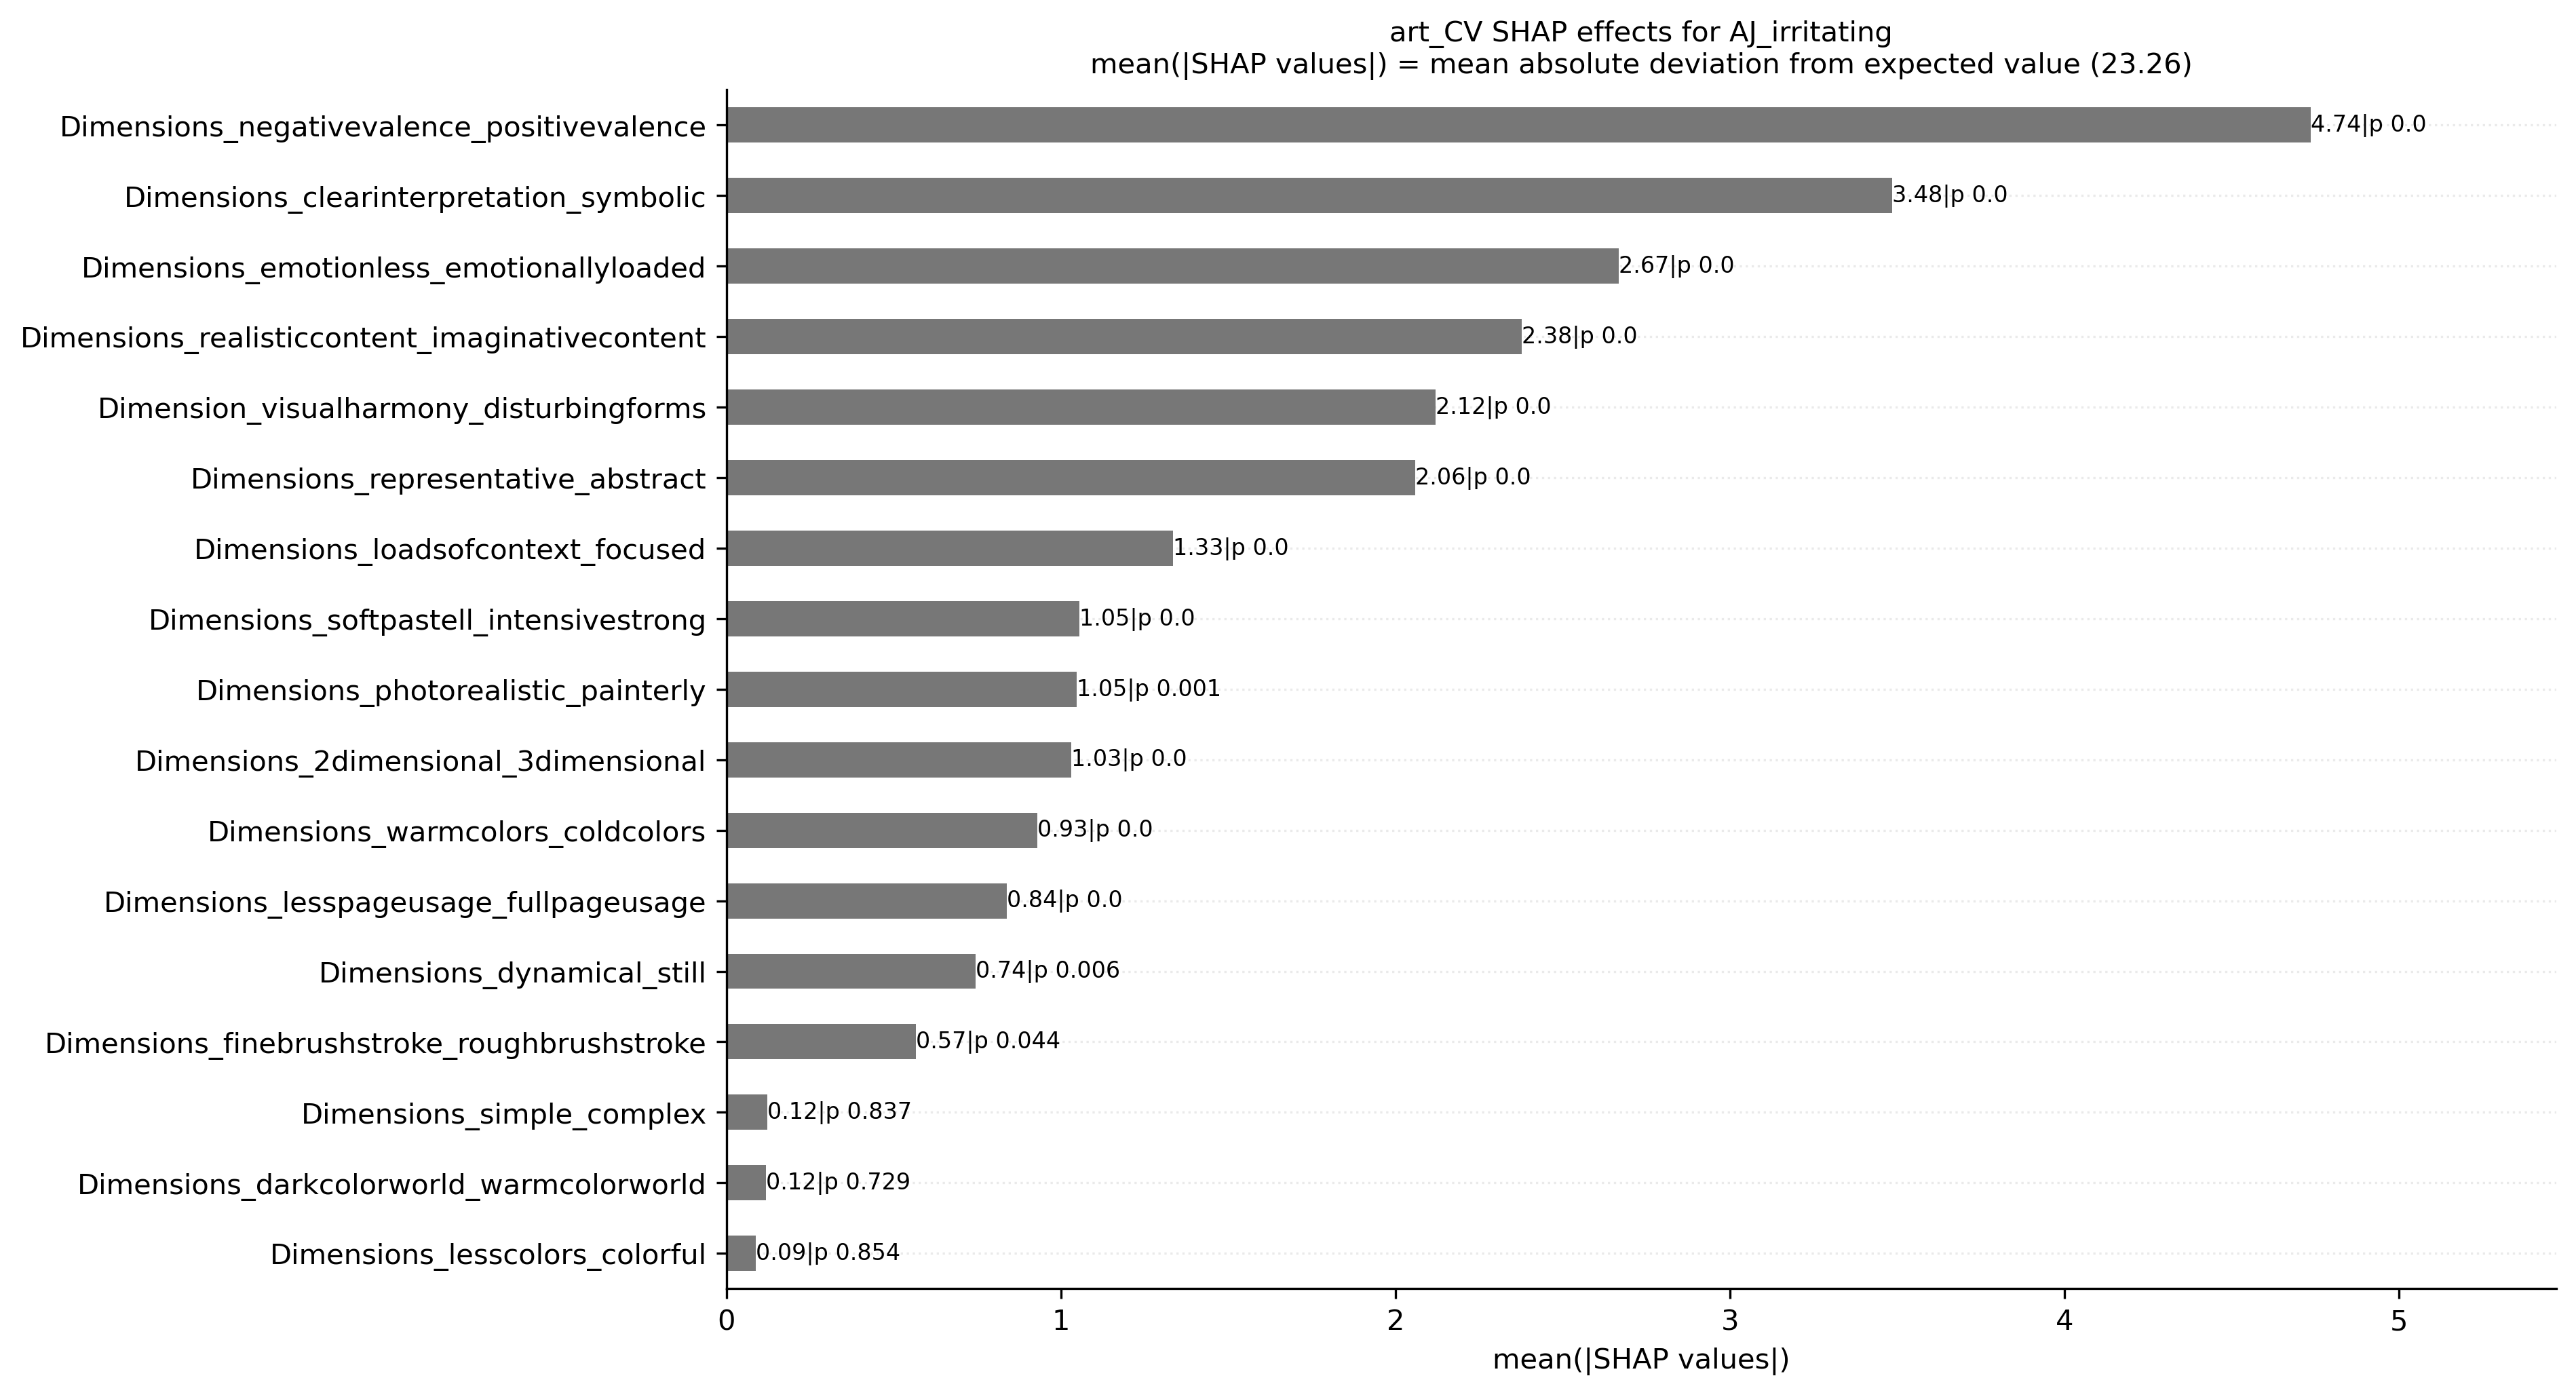 art_CV SHAP effects for AJ_irritating
mean(|SHAP values|) = mean absolute deviation from expected value (23.26)
Dimensions_negativevalence_positivevalence 4.74|p 0.0
Dimensions_clearinterpretation_symbolic 3.48|p 0.0
Dimensions_emotionless_emotionallyloaded 2.67|p 0.0
Dimensions_realisticcontent_imaginativecontent 2.38|p 0.0
Dimension_visualharmony_disturbingforms 2.12|p 0.0
Dimensions_representative_abstract 2.06|p 0.0
Dimensions_loadsofcontext_focused 1.33|p 0.0
Dimensions_softpastell_intensivestrong 1.05|p 0.0
Dimensions_photorealistic_painterly 1.05|p 0.001
Dimensions_2dimensional_3dimensional 1.03|p 0.0
Dimensions_warmcolors_coldcolors 0.93|p 0.0
Dimensions_lesspageusage_fullpageusage 0.84|p 0.0
Dimensions_dynamical_still 0.74|p 0.006
Dimensions_finebrushstroke_roughbrushstroke 0.57|p 0.044
Dimensions_simple_complex 0.12|p 0.837
Dimensions_darkcolorworld_warmcolorworld 0.12|p 0.729
Dimensions_lesscolors_colorful 0.09|p 0.854
0 1 2 3 4 5
mean(|SHAP values|)